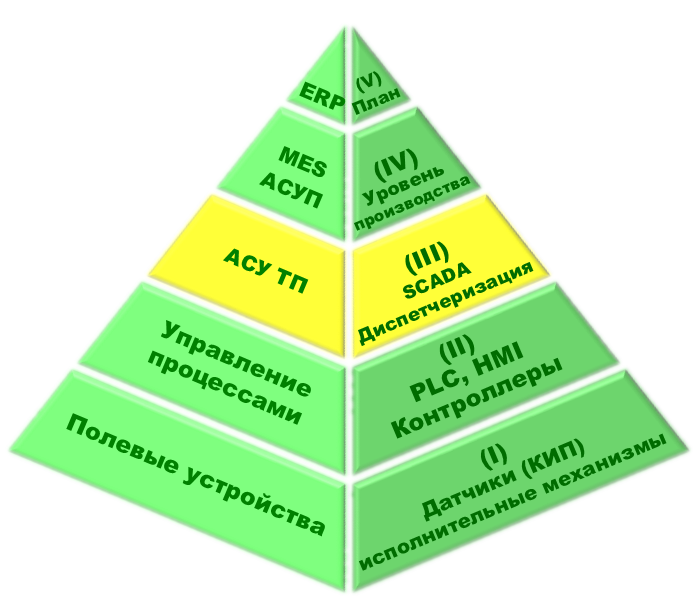 ERP
(V)
План
MES
АСУП
(IV)
Уровень
производства
АСУ ТП
(III)
SCADA
Диспетчеризация
Управление
процессами
(II)
PLC, HMI
Контроллеры
Полевые устройства
(I)
Датчики (КИП)
исполнительные механизмы